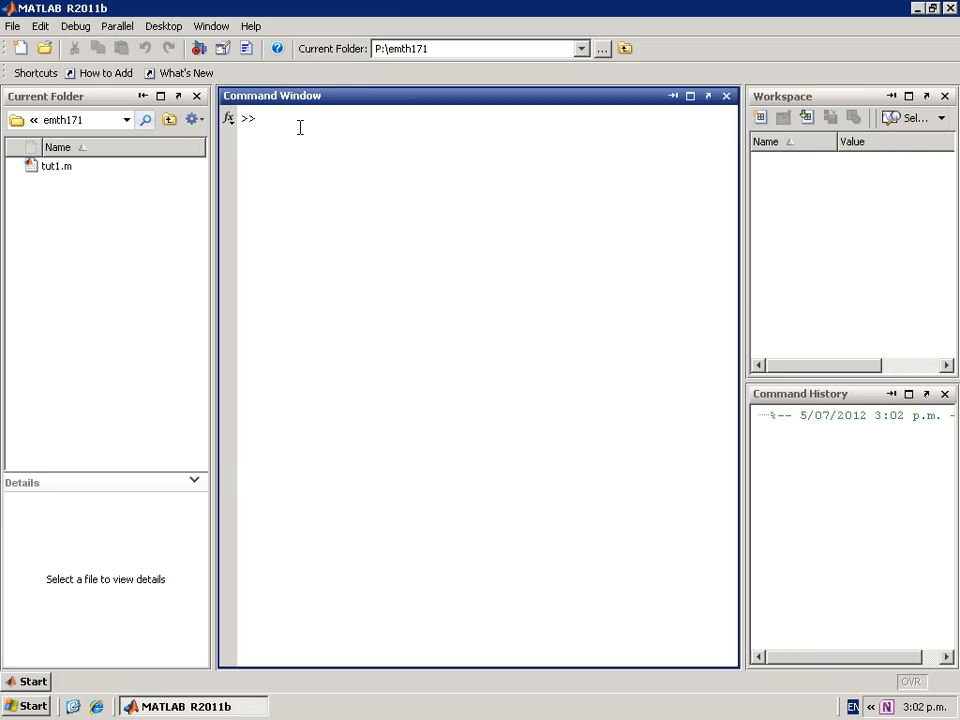 MATLAB R2011b
File Edit Debug Parallel Desktop Window Help
Current Folder: P:\emth171 ...
Shortcuts How to Add What's New
Current Folder
« emth171
Name
tut1.m
Details
Select a file to view details
Command Window
fx >>
Workspace
Sel...
Name Value
Command History
%-- 5/07/2012 3:02 p.m. -
Start
OVR
Start MATLAB R2011b EN « N 3:02 p.m.